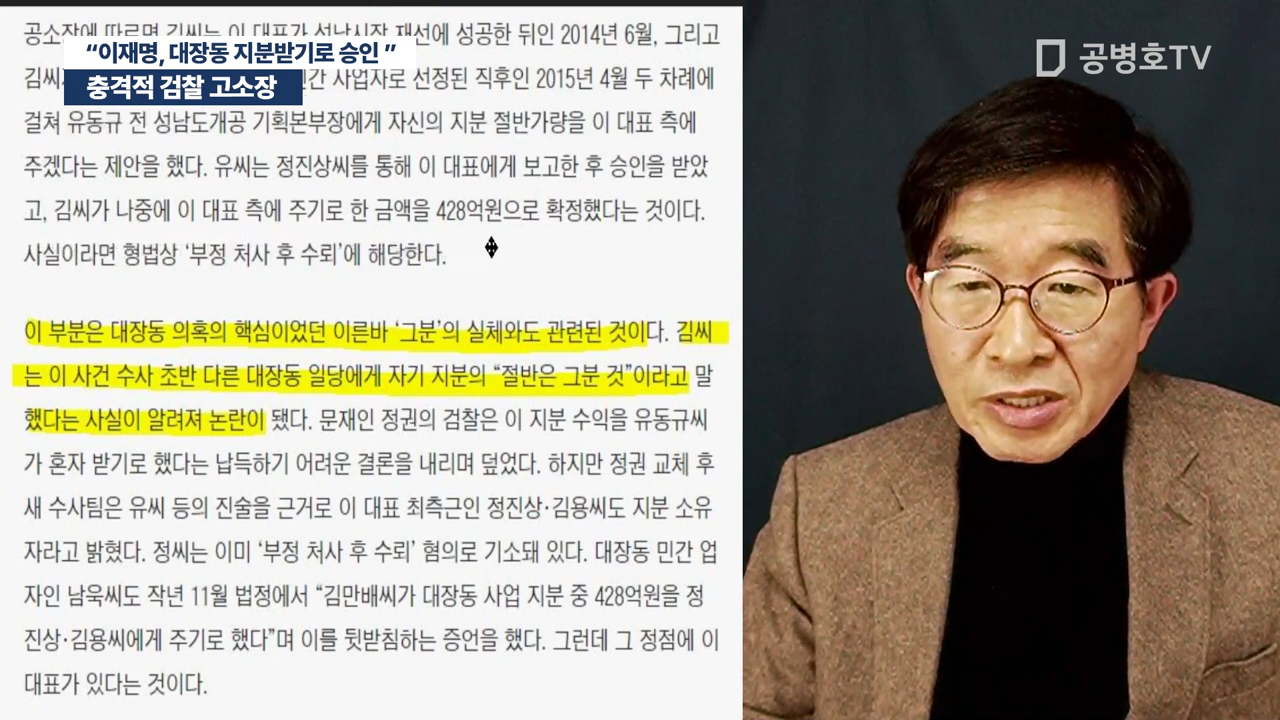 공소장에 따르면 김씨는 이 대표가 성남시장 재선에 성공한 뒤인 2014년 6월, 그리고
“이재명, 대장동 지분받기로 승인 ”
충격적 검찰 고소장
김씨
간 사업자로 선정된 직후인 2015년 4월 두 차례에
걸쳐 유동규 전 성남도개공 기획본부장에게 자신의 지분 절반가량을 이 대표 측에
주겠다는 제안을 했다. 유씨는 정진상씨를 통해 이 대표에게 보고한 후 승인을 받았
고, 김씨가 나중에 이 대표 측에 주기로 한 금액을 428억원으로 확정했다는 것이다.
사실이라면 형법상 ‘부정 처사 후 수뢰’에 해당한다.
이 부분은 대장동 의혹의 핵심이었던 이른바 ‘그분’의 실체와도 관련된 것이다. 김씨
는 이 사건 수사 초반 다른 대장동 일당에게 자기 지분의 “절반은 그분 것”이라고 말
했다는 사실이 알려져 논란이 됐다. 문재인 정권의 검찰은 이 지분 수익을 유동규씨
가 혼자 받기로 했다는 납득하기 어려운 결론을 내리며 덮었다. 하지만 정권 교체 후
새 수사팀은 유씨 등의 진술을 근거로 이 대표 최측근인 정진상·김용씨도 지분 소유
자라고 밝혔다. 정씨는 이미 ‘부정 처사 후 수뢰’ 혐의로 기소돼 있다. 대장동 민간 업
자인 남욱씨도 작년 11월 법정에서 “김만배씨가 대장동 사업 지분 중 428억원을 정
진상·김용씨에게 주기로 했다”며 이를 뒷받침하는 증언을 했다. 그런데 그 정점에 이
대표가 있다는 것이다.
공병호TV